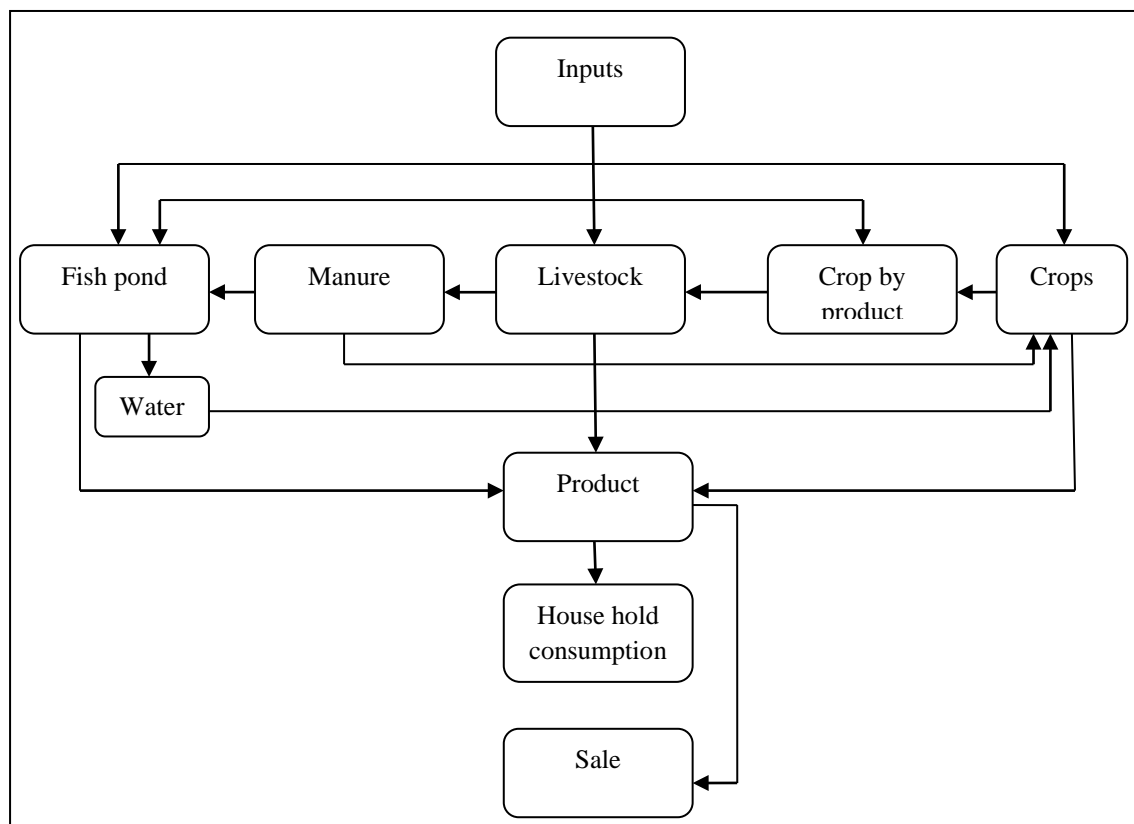 Inputs
Fish pond
Manure
Livestock
Crop by
product
Crops
Water
Product
House hold
consumption
Sale